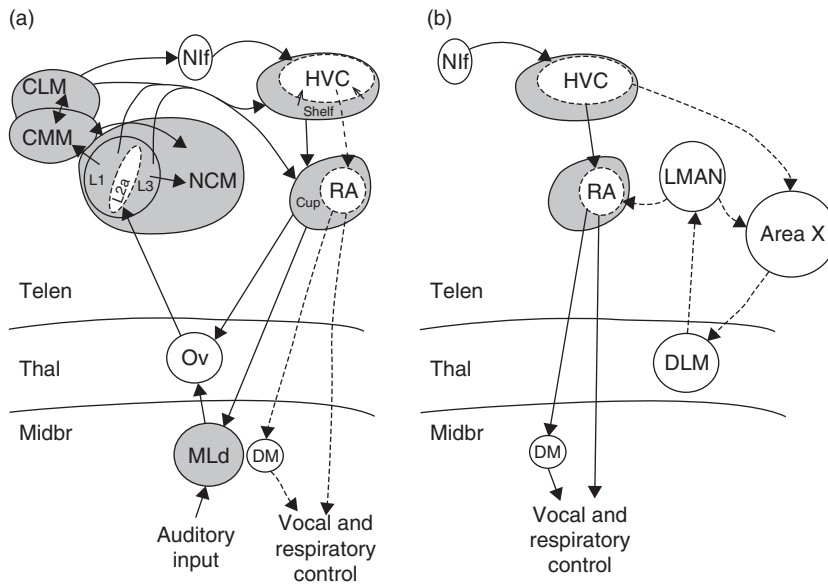 (a)
NIf
HVC
Shelf
CLM
CMM
L1
L2a
L3
NCM
Cup
RA
Telen
Thal
Ov
Midbr
MLd
DM
Auditory
input
Vocal and
respiratory
control
(b)
NIf
HVC
RA
LMAN
Area X
Telen
Thal
DLM
Midbr
DM
Vocal and
respiratory
control